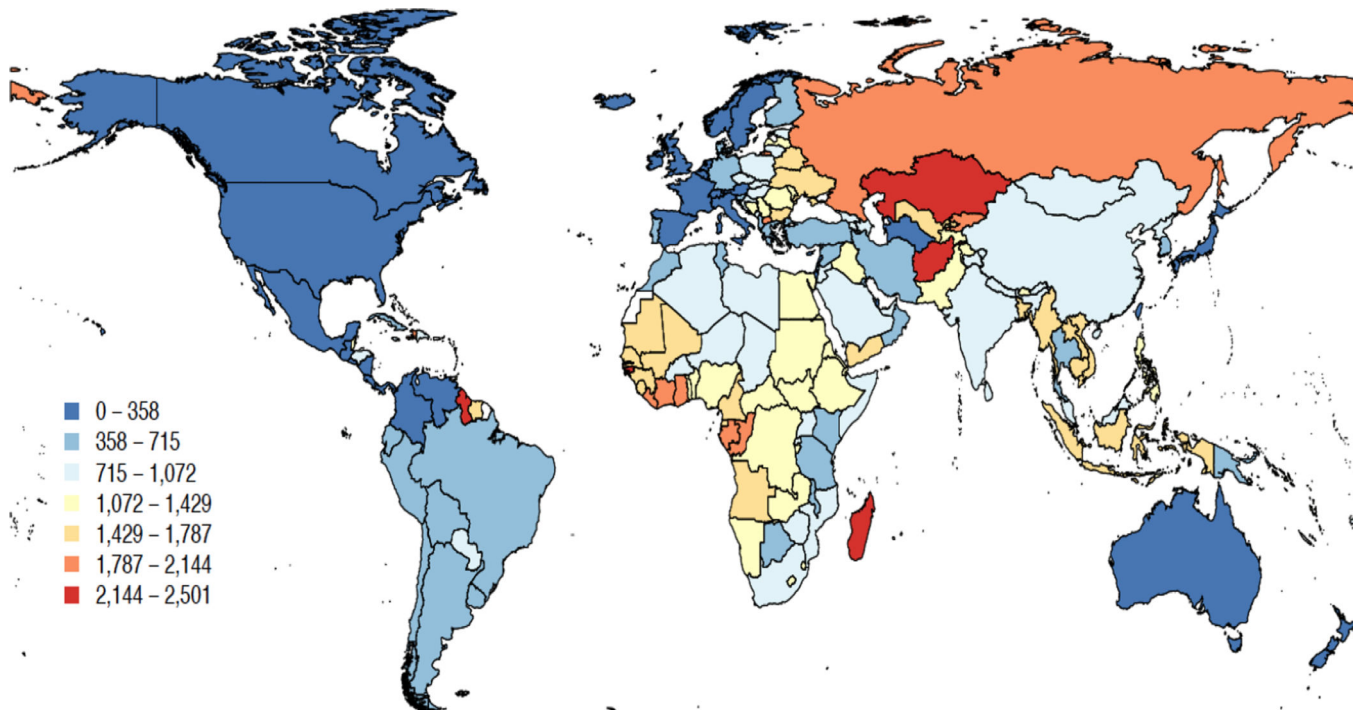 0 – 358
358 – 715
715 – 1,072
1,072 – 1,429
1,429 – 1,787
1,787 – 2,144
2,144 – 2,501